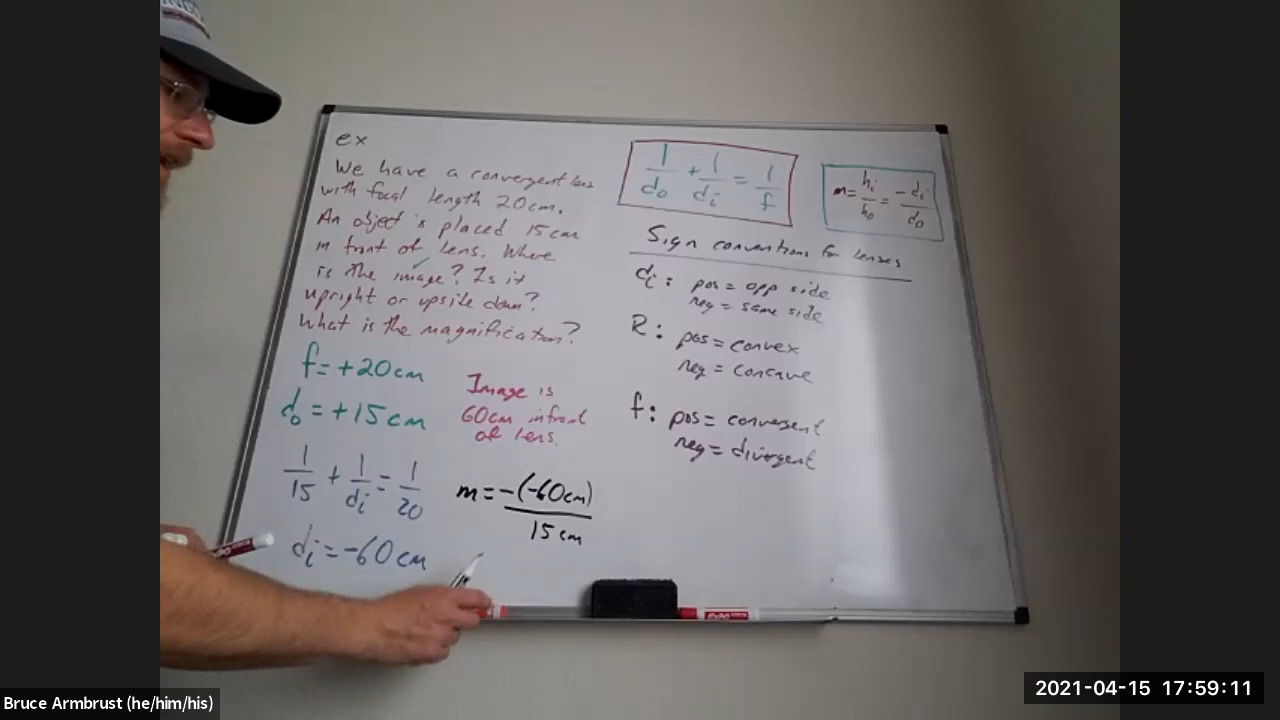 ex
We have a convergent lens
with focal length 20cm.
An object is placed 15cm
in front of lens. Where
is the image? Is it
upright or upside down?
What is the magnification?
f=+20cm
do=+15cm
1/15 + 1/di = 1/20
di=-60cm
Image is
60cm infront
of lens.
m=-(-60cm)/15cm
1/do + 1/di = 1/f
m=hi/ho=-di/do
Sign conventions for lenses
di: pos = opp side
neg = same side
R: pos = convex
neg = concave
f: pos = convergent
neg = divergent
EXPO
Bruce Armbrust (he/him/his)
2021-04-15 17:59:11